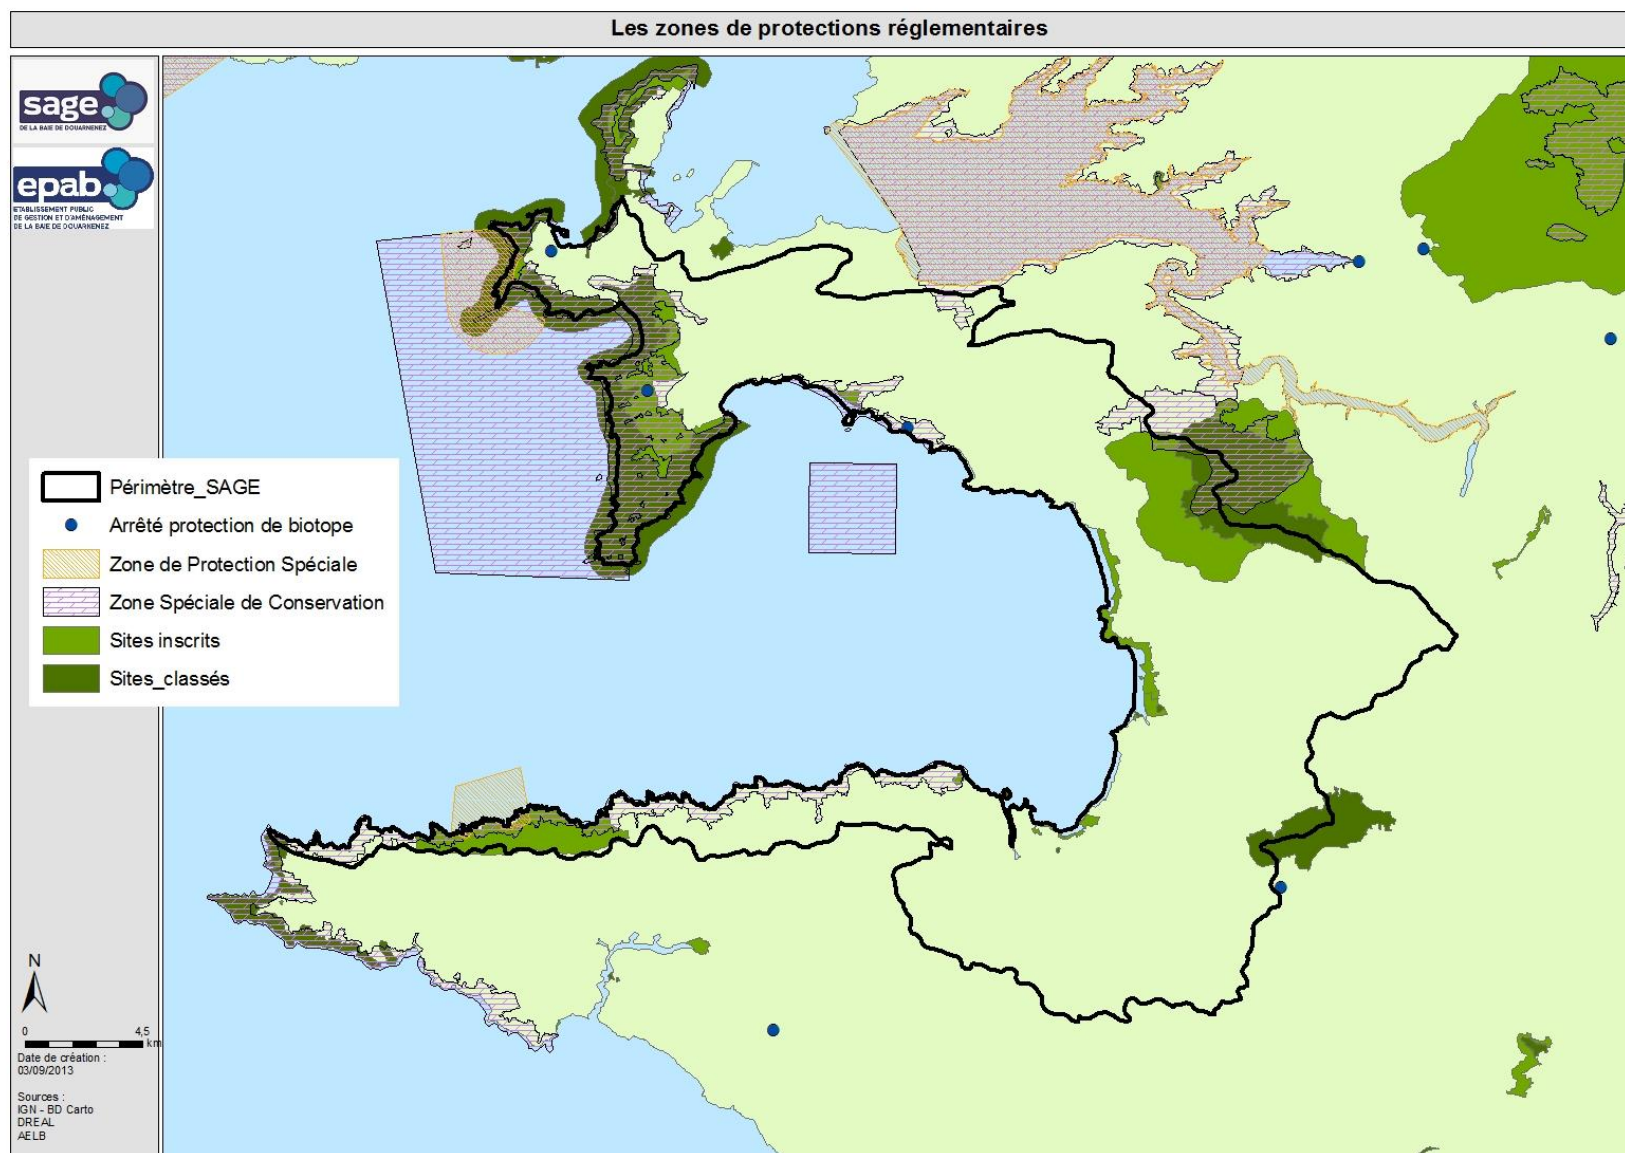 Les zones de protections réglementaires
sage
DE LA BAIE DE DOUARNENEZ
epab
ETABLISSEMENT PUBLIC
DE GESTION ET D'AMÉNAGEMENT
DE LA BAIE DE DOUARNENEZ
Périmètre_SAGE
Arrêté protection de biotope
Zone de Protection Spéciale
Zone Spéciale de Conservation
Sites inscrits
Sites_classés
N
0 4,5
km
Date de création :
03/09/2013
Sources :
IGN - BD Carto
DREAL
AELB